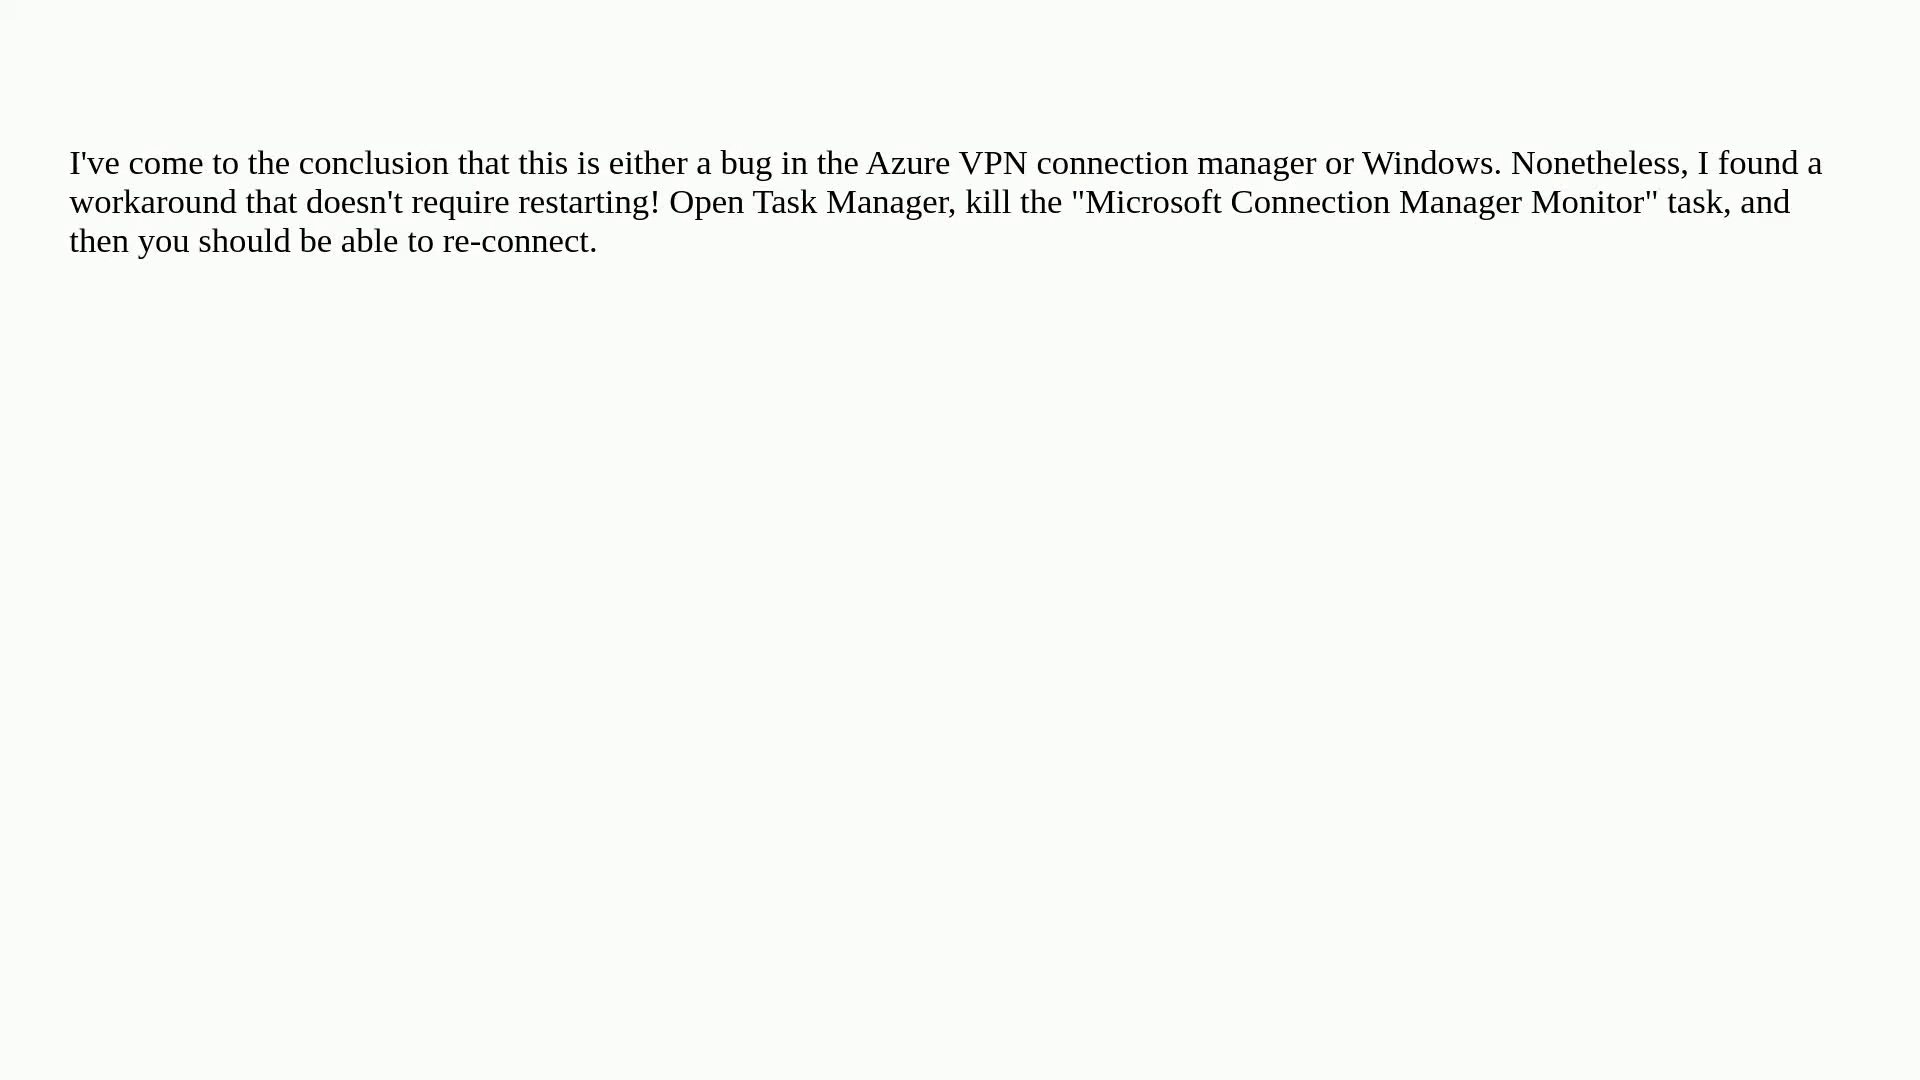 I've come to the conclusion that this is either a bug in the Azure VPN connection manager or Windows. Nonetheless, I found a
workaround that doesn't require restarting! Open Task Manager, kill the "Microsoft Connection Manager Monitor" task, and
then you should be able to re-connect.